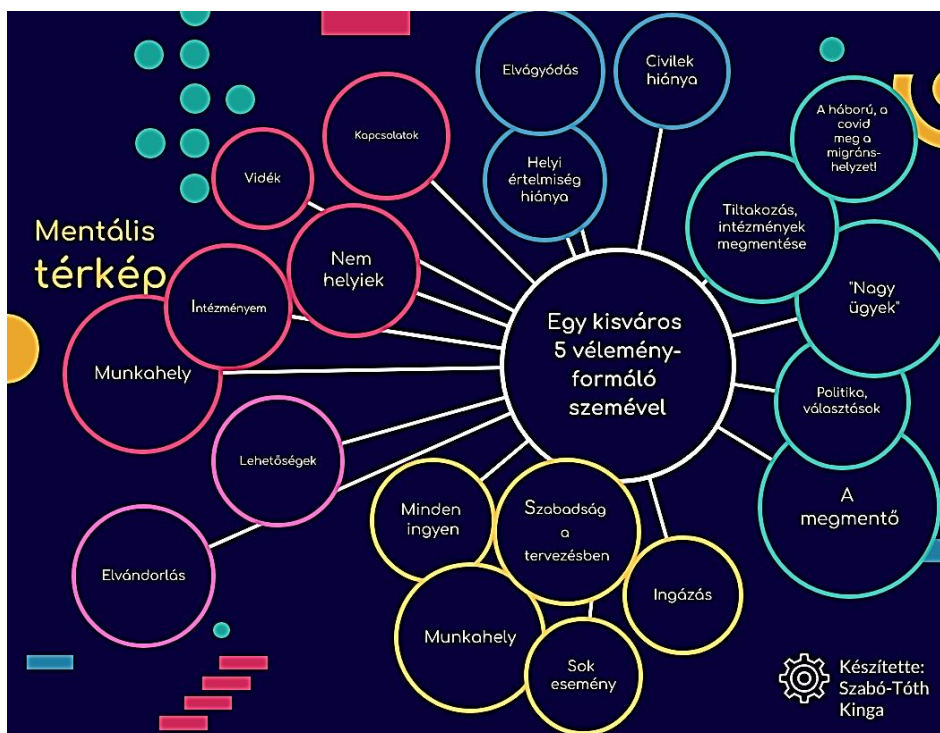 Mentális
térkép
Kapcsolatok
Vidék
Nem
helyiek
Intézményem
Munkahely
Elvágyódás
Civilek
hiánya
Helyi
értelmiség
hiánya
A háború, a
covid
meg a
migráns-
helyzet!
Tiltakozás,
intézmények
megmentése
"Nagy
ügyek"
Politika,
választások
A
megmentő
Egy kisváros
5 vélemény-
formáló
szemével
Lehetőségek
Elvándorlás
Minden
ingyen
Szabadság
a
tervezésben
Munkahely
Sok
esemény
Ingázás
Készítette:
Szabó-Tóth
Kinga